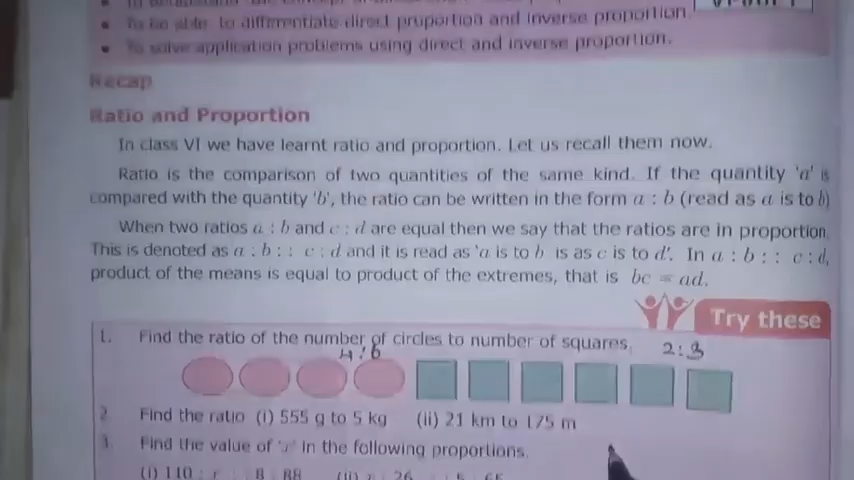 • To be able to differentiate direct proportion and inverse proportion.
• To solve application problems using direct and inverse proportion.
Recap
Ratio and Proportion
In class VI we have learnt ratio and proportion. Let us recall them now.
Ratio is the comparison of two quantities of the same kind. If the quantity 'a' is
compared with the quantity 'b', the ratio can be written in the form a : b (read as a is to b)
When two ratios a : b and c : d are equal then we say that the ratios are in proportion.
This is denoted as a : b : : c : d and it is read as 'a is to b is as c is to d'. In a : b : : c : d,
product of the means is equal to product of the extremes, that is bc = ad.
Try these
1. Find the ratio of the number of circles to number of squares. 2:3
4:6
2. Find the ratio (i) 555 g to 5 kg (ii) 21 km to 175 m
3. Find the value of 'x' in the following proportions.
(i) 110 : x : : 8 : 88 (ii) x : 26 : : 5 : 65